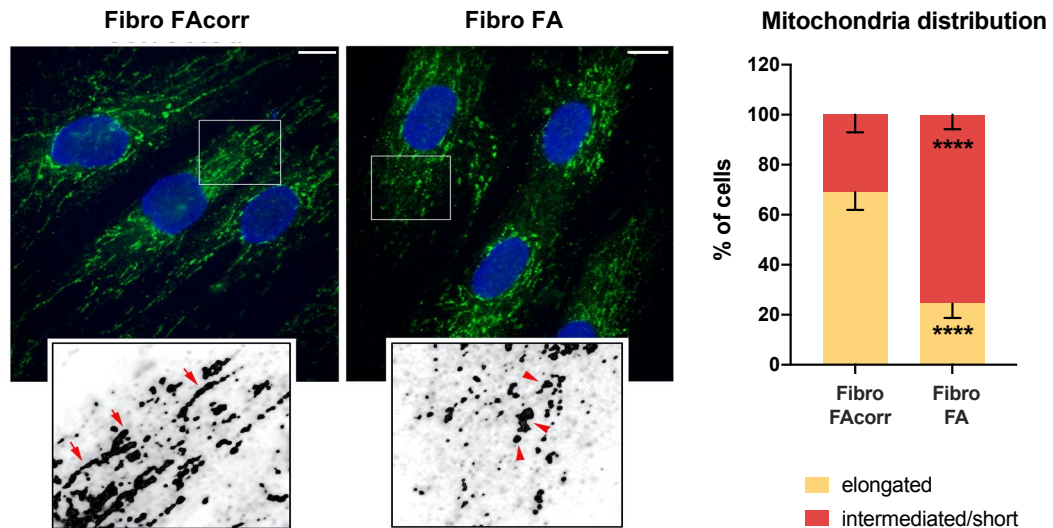 Fibro FAcorr
Fibro FA
Mitochondria distribution
% of cells
120
100
80
60
40
20
0
****
****
Fibro
FAcorr
Fibro
FA
elongated
intermediated/short